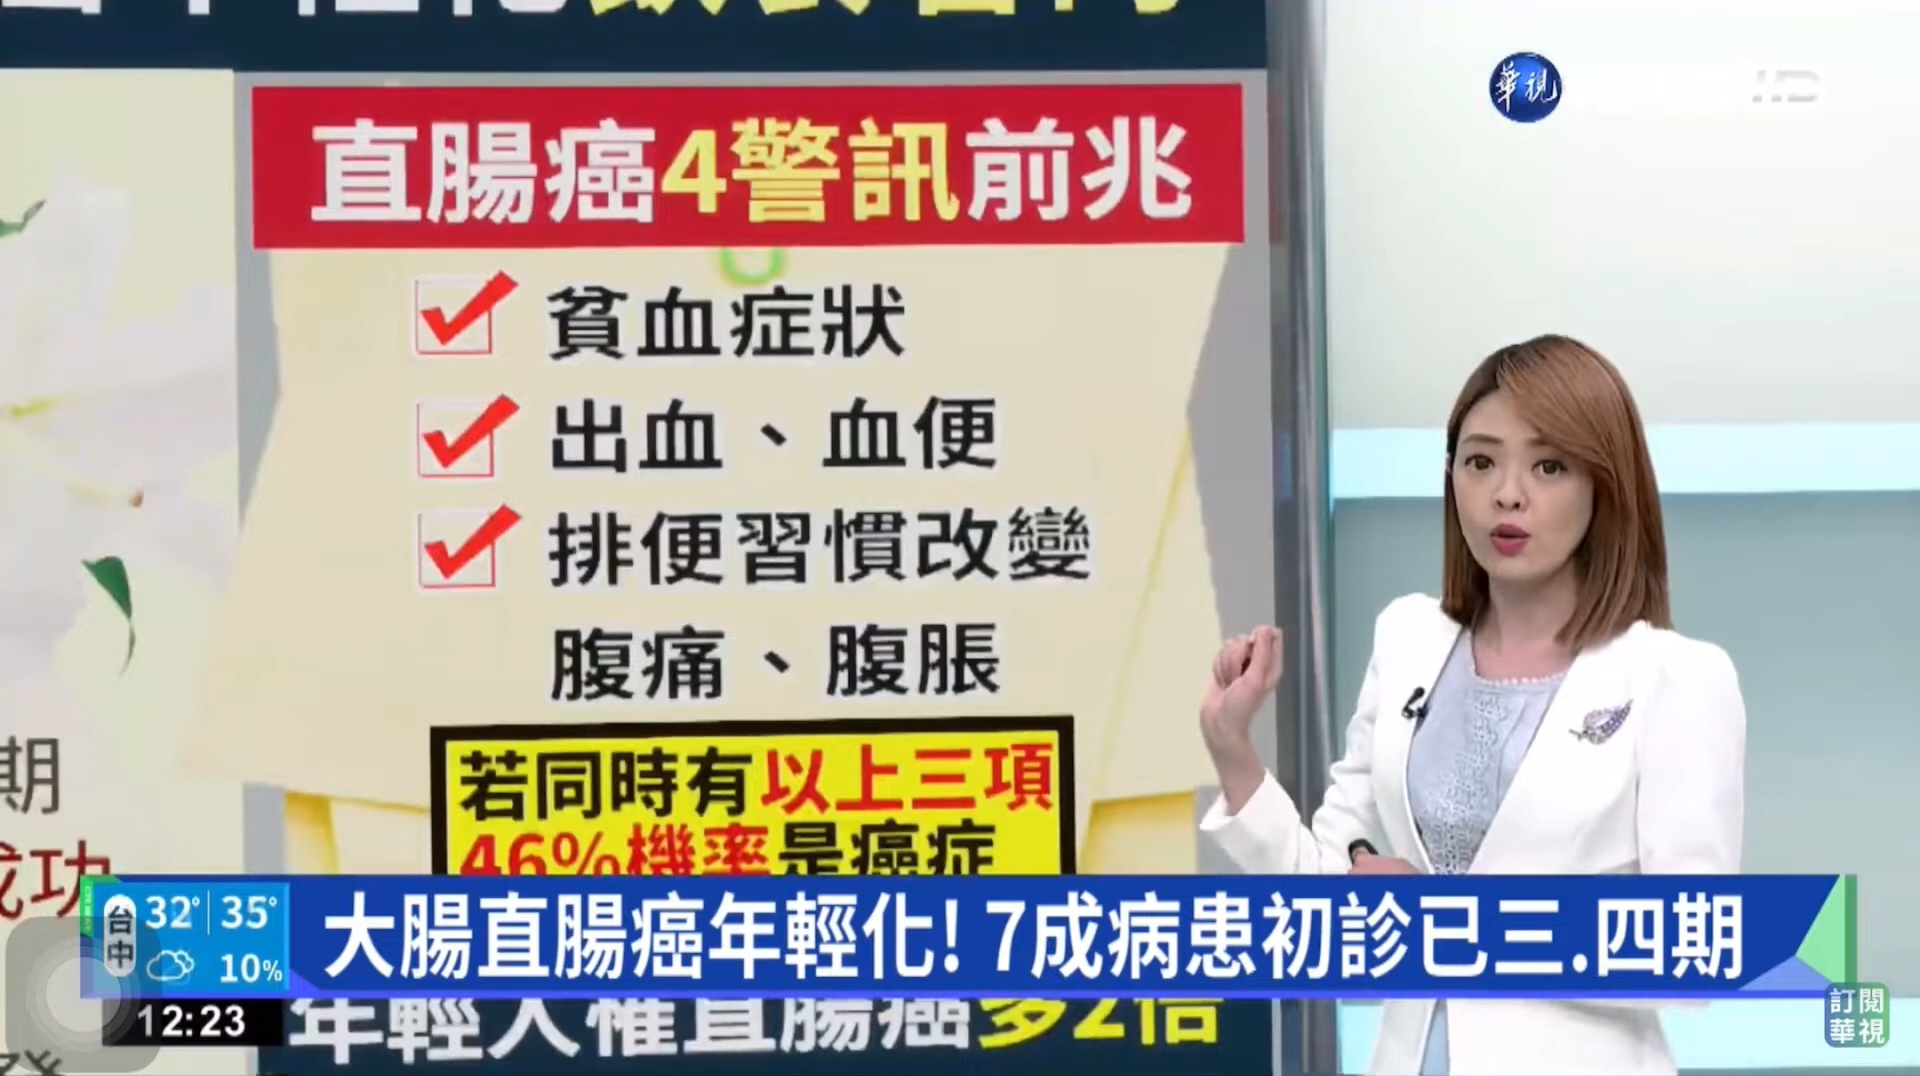 華視
HD
直腸癌4警訊前兆
貧血症狀
出血、血便
排便習慣改變
腹痛、腹脹
若同時有以上三項
46%機率是癌症
期
成功
大腸直腸癌年輕化! 7成病患初診已三.四期
台中
32° 35°
10%
12:23
年輕人罹直腸癌多2倍
訂閱
華視